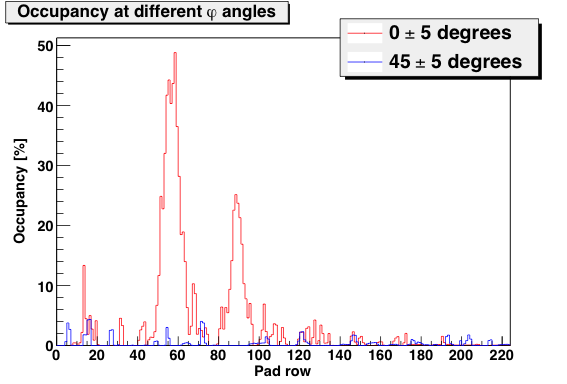 Occupancy at different φ angles
0 ± 5 degrees
45 ± 5 degrees
Occupancy [%]
50
40
30
20
10
0
0 20 40 60 80 100 120 140 160 180 200 220
Pad row